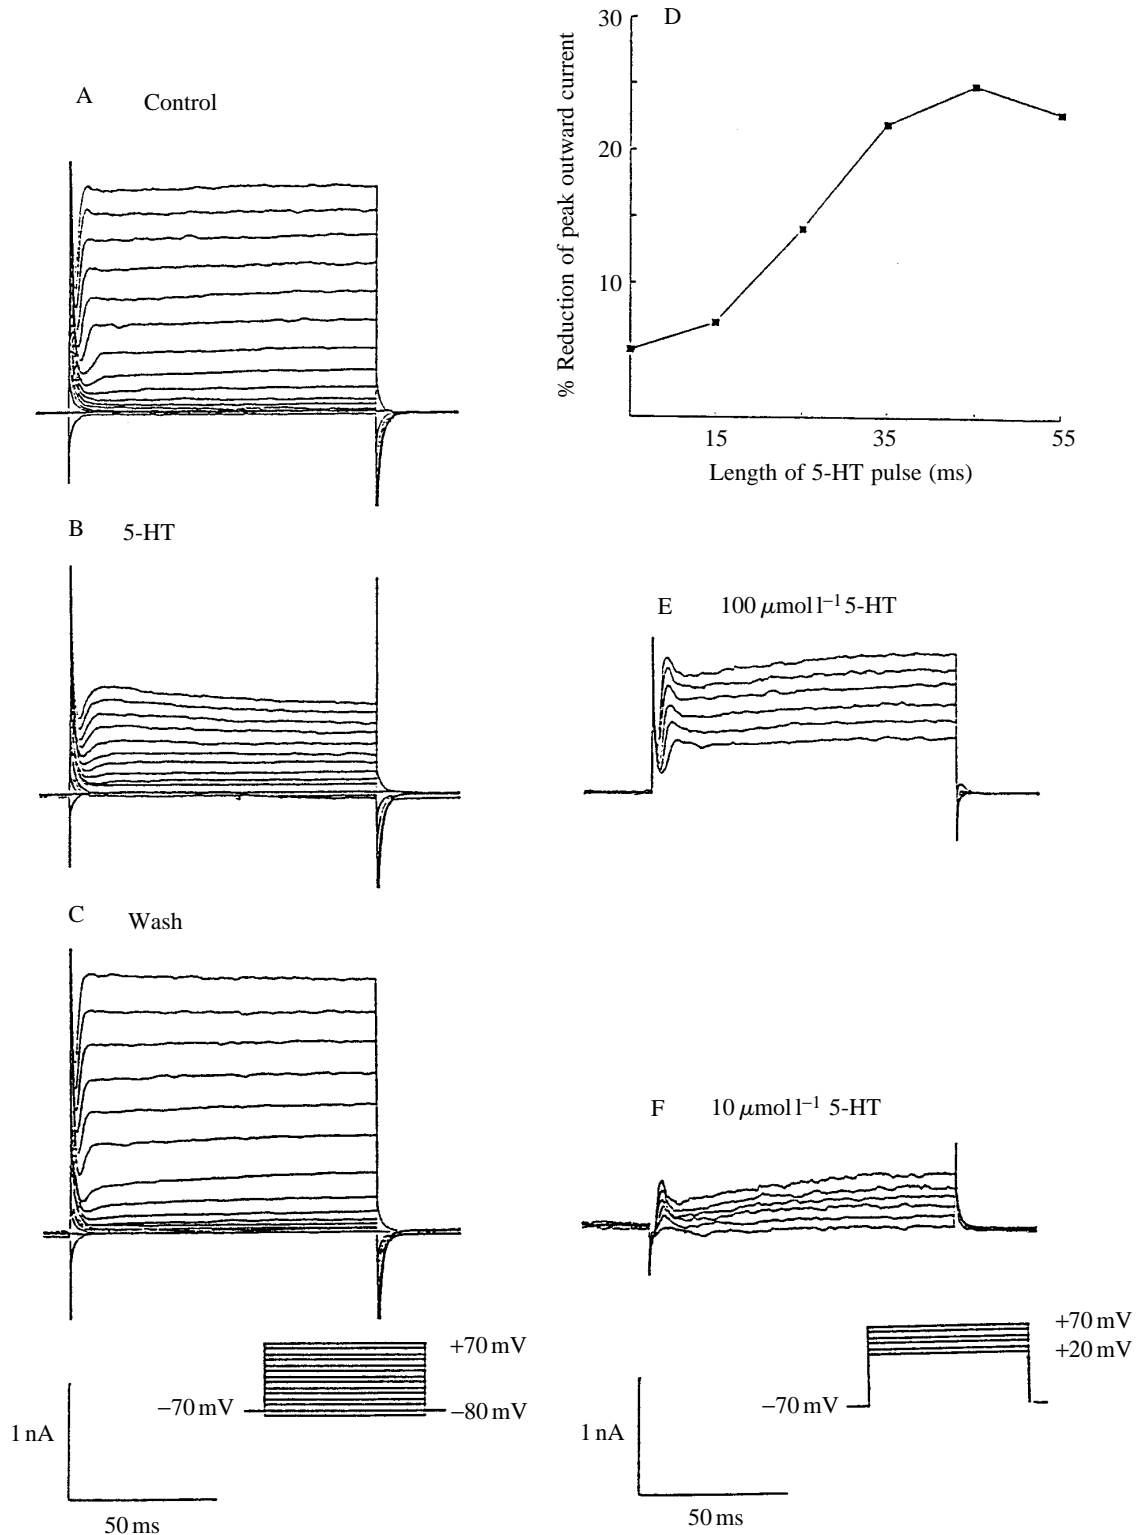 A Control
B 5-HT
C Wash
+70 mV
−70 mV
−80 mV
1 nA
50 ms
D
30
20
10
% Reduction of peak outward current
15 35 55
Length of 5-HT pulse (ms)
E 100 μmol l⁻¹ 5-HT
F 10 μmol l⁻¹ 5-HT
+70 mV
+20 mV
−70 mV
1 nA
50 ms